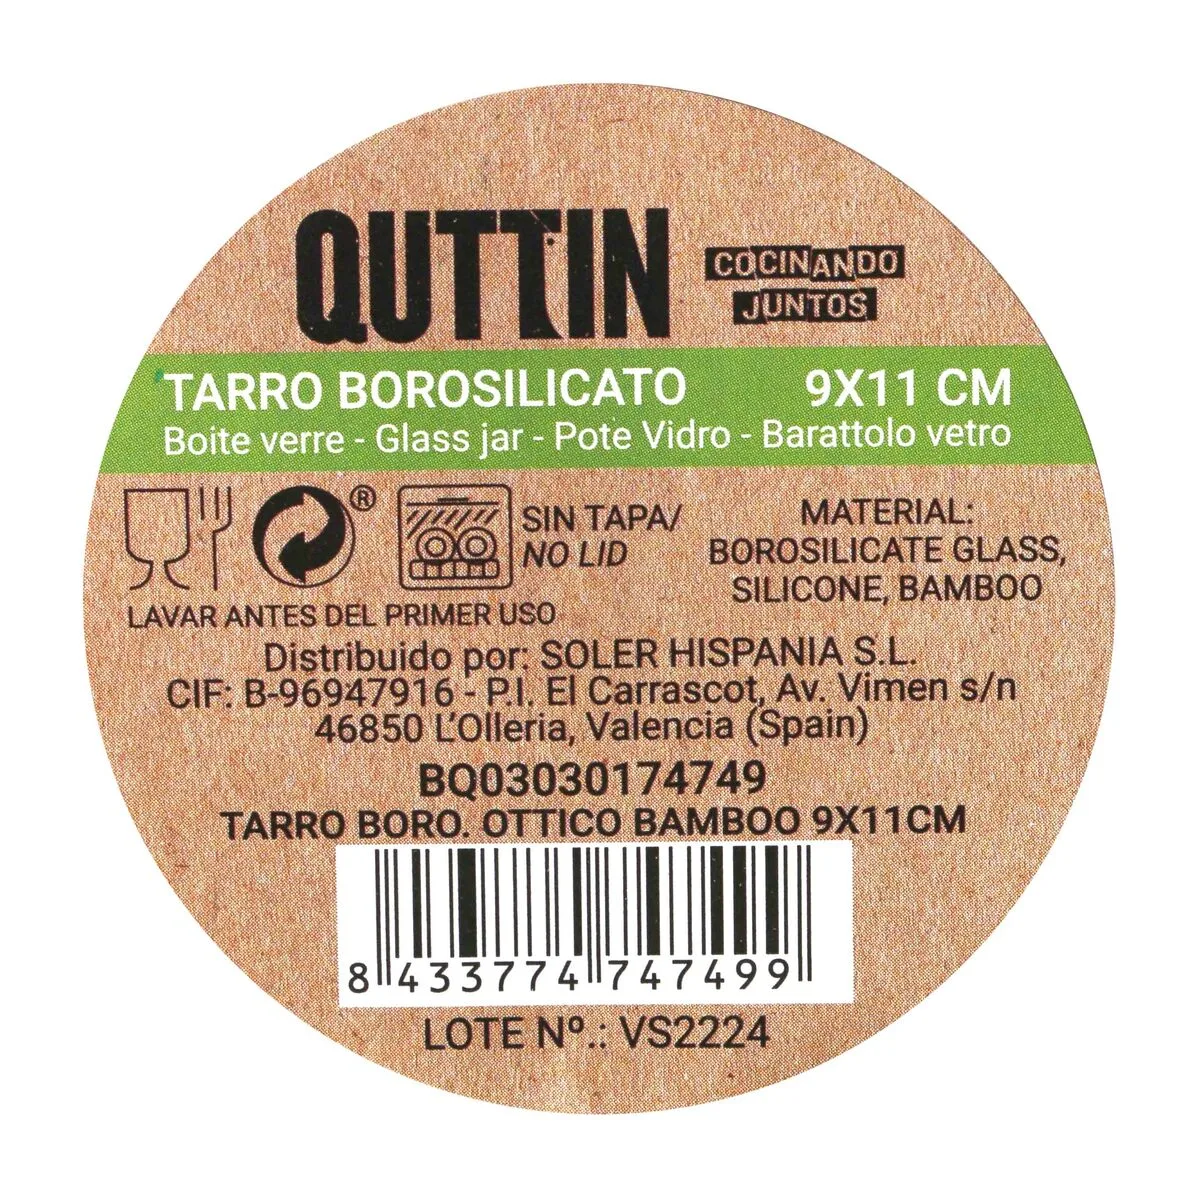 QUTTIN
COCINANDO
JUNTOS
TARRO BOROSILICATO 9X11 CM
Boite verre - Glass jar - Pote Vidro - Barattolo vetro
®
SIN TAPA/
NO LID
MATERIAL:
BOROSILICATE GLASS,
SILICONE, BAMBOO
LAVAR ANTES DEL PRIMER USO
Distribuido por: SOLER HISPANIA S.L.
CIF: B-96947916 - P.I. El Carrascot, Av. Vimen s/n
46850 L'Olleria, Valencia (Spain)
BQ03030174749
TARRO BORO. OTTICO BAMBOO 9X11CM
8 433774 747499
LOTE Nº.: VS2224